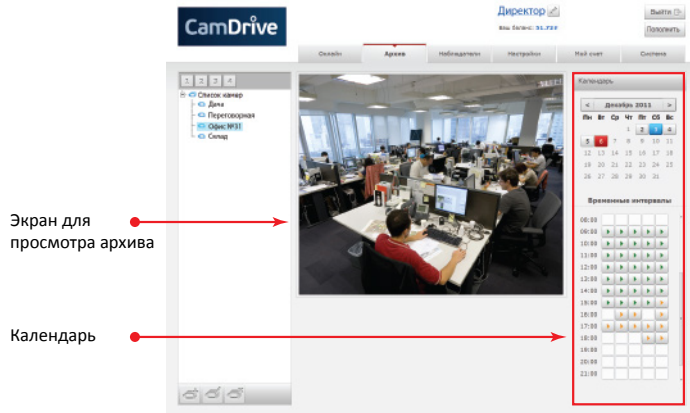 CamDrive
Директор
Ваш баланс: 51.729
Выйти
Пополнить
Онлайн
Архив
Наблюдатели
Настройки
Мой счет
Система
1 2 3 4
Список камер
Дача
Переговорная
Офис №31
Склад
Календарь
< Декабрь 2011 >
Пн Вт Ср Чт Пт Сб Вс
1 2 3 4
5 6 7 8 9 10 11
12 13 14 15 16 17 18
19 20 21 22 23 24 25
26 27 28 29 30 31
Временные интервалы
08:00
09:00
10:00
11:00
12:00
13:00
14:00
15:00
16:00
17:00
18:00
19:00
20:00
21:00
Экран для
просмотра архива
Календарь